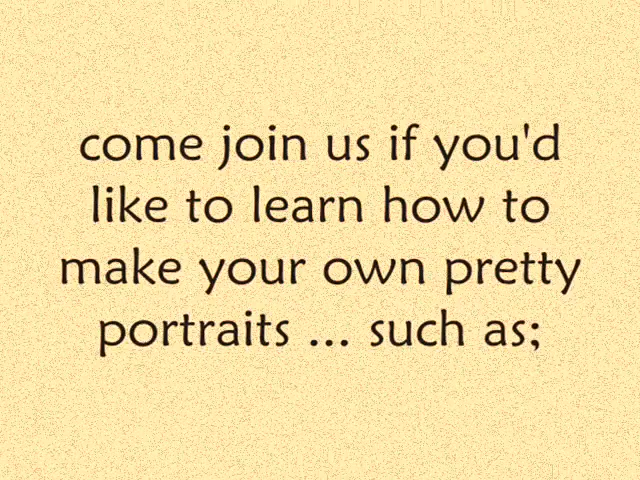 come join us if you'd
like to learn how to
make your own pretty
portraits ... such as;